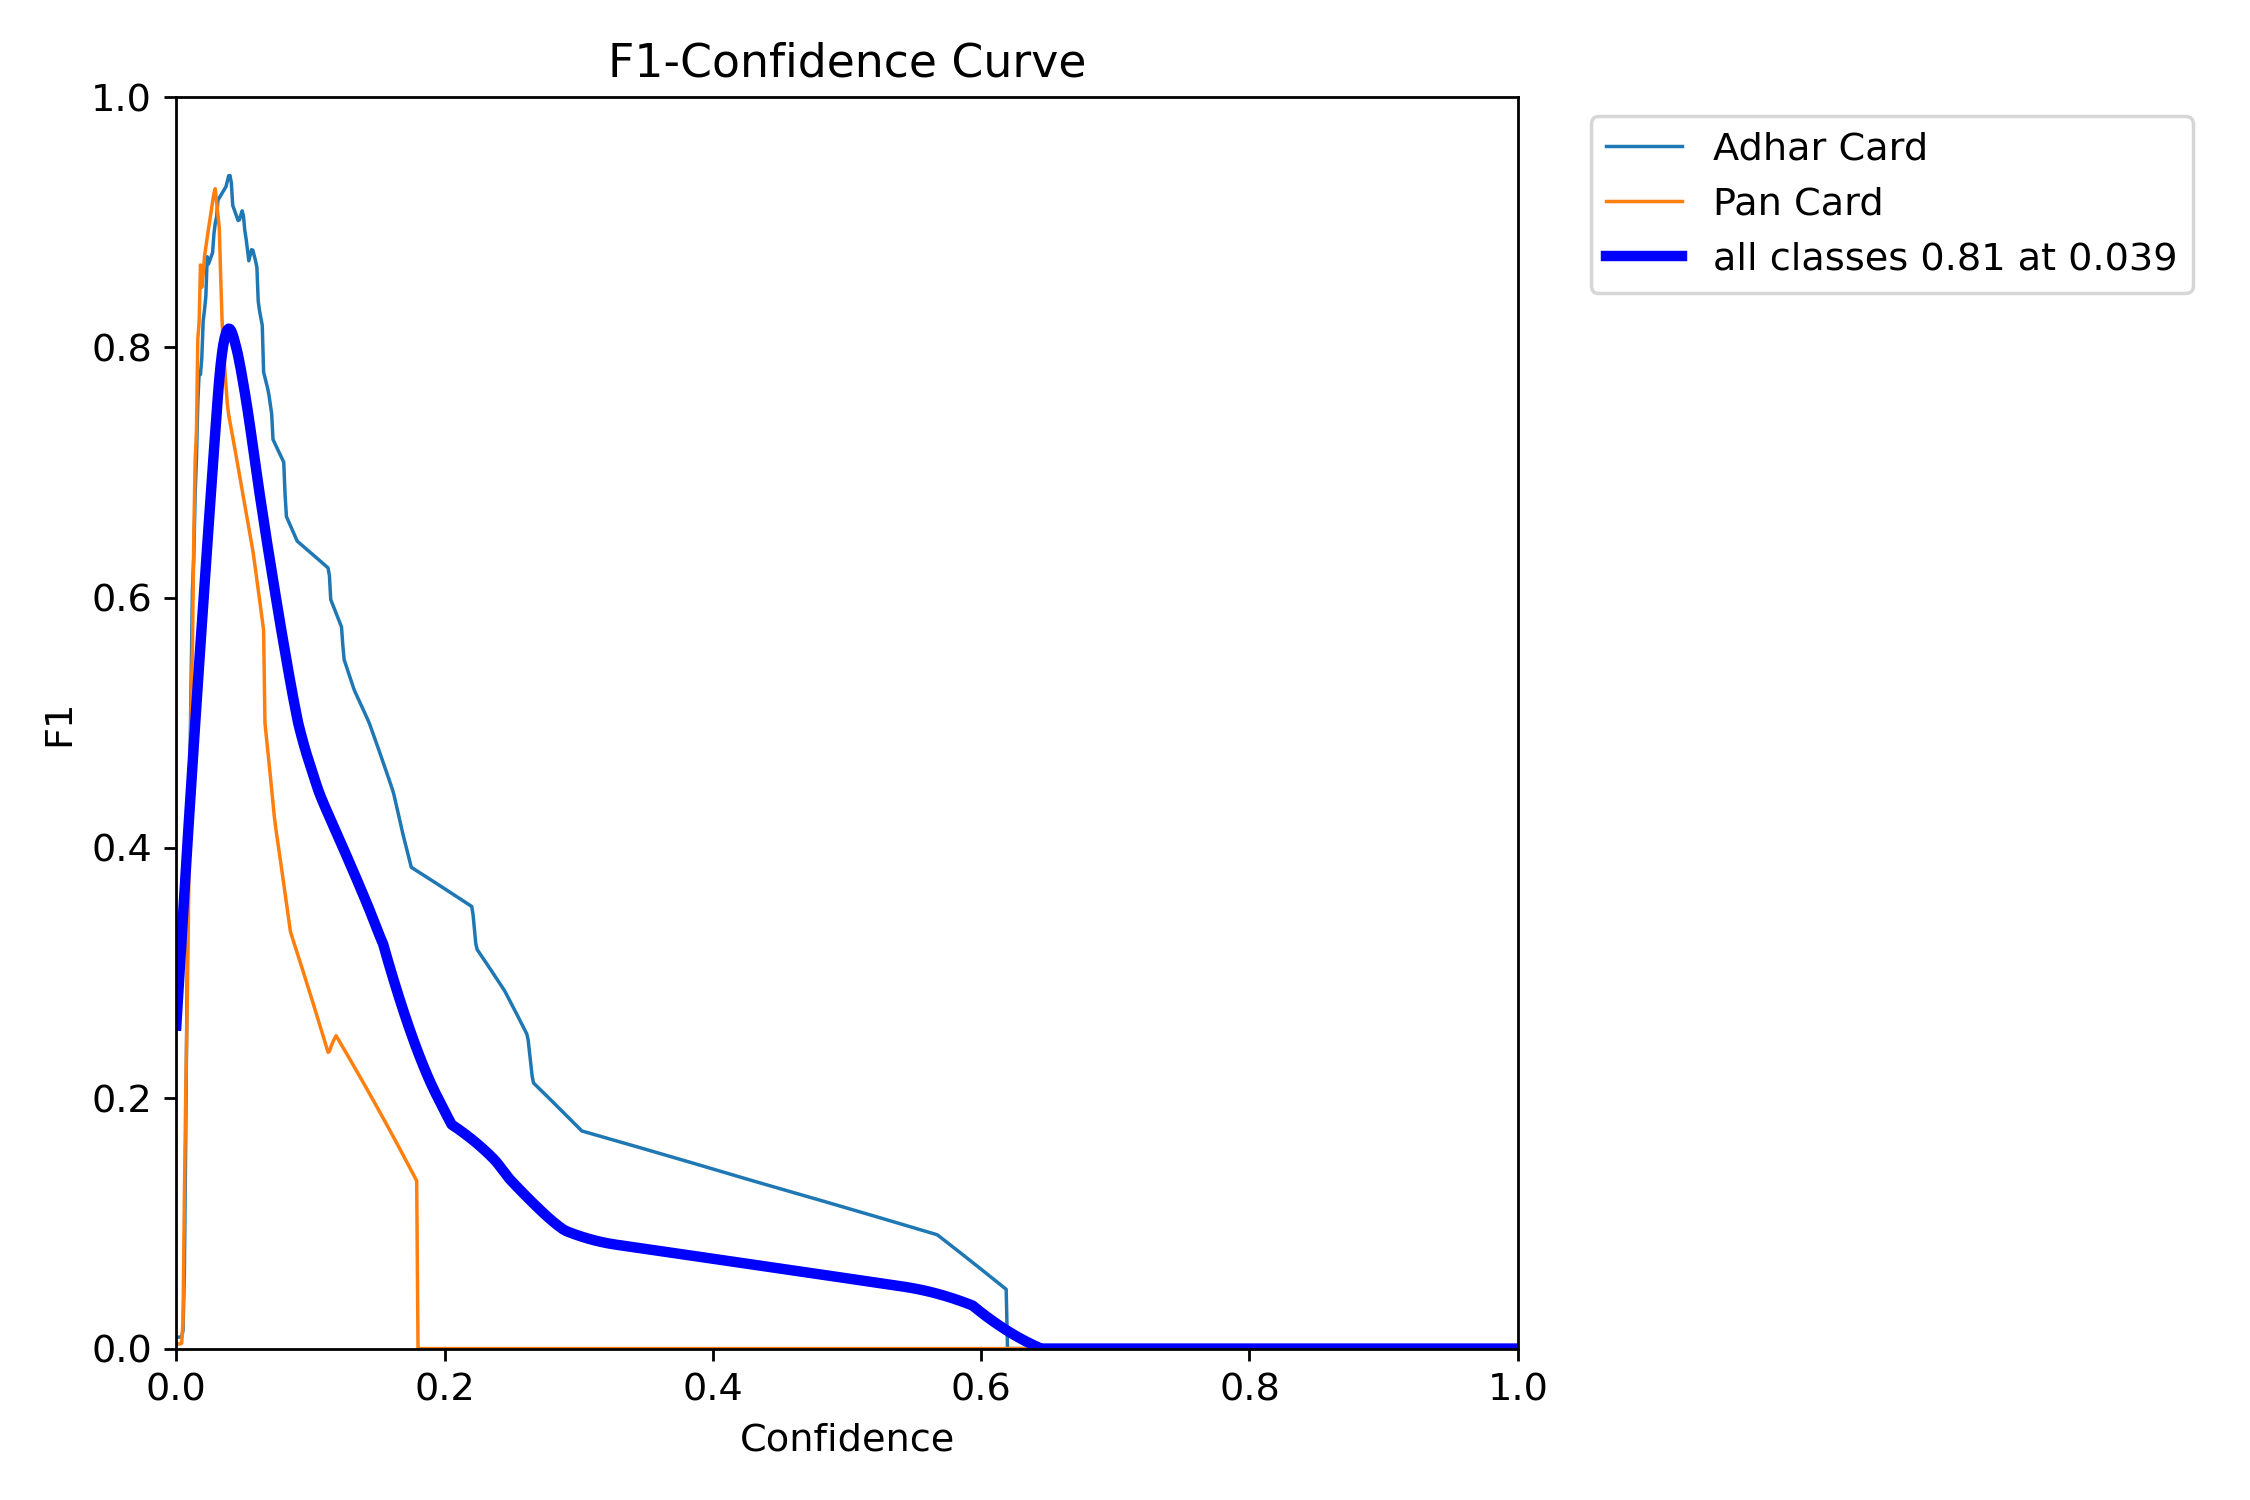 F1-Confidence Curve
1.0
0.8
0.6
0.4
0.2
0.0
F1
0.0 0.2 0.4 0.6 0.8 1.0
Confidence
Adhar Card
Pan Card
all classes 0.81 at 0.039